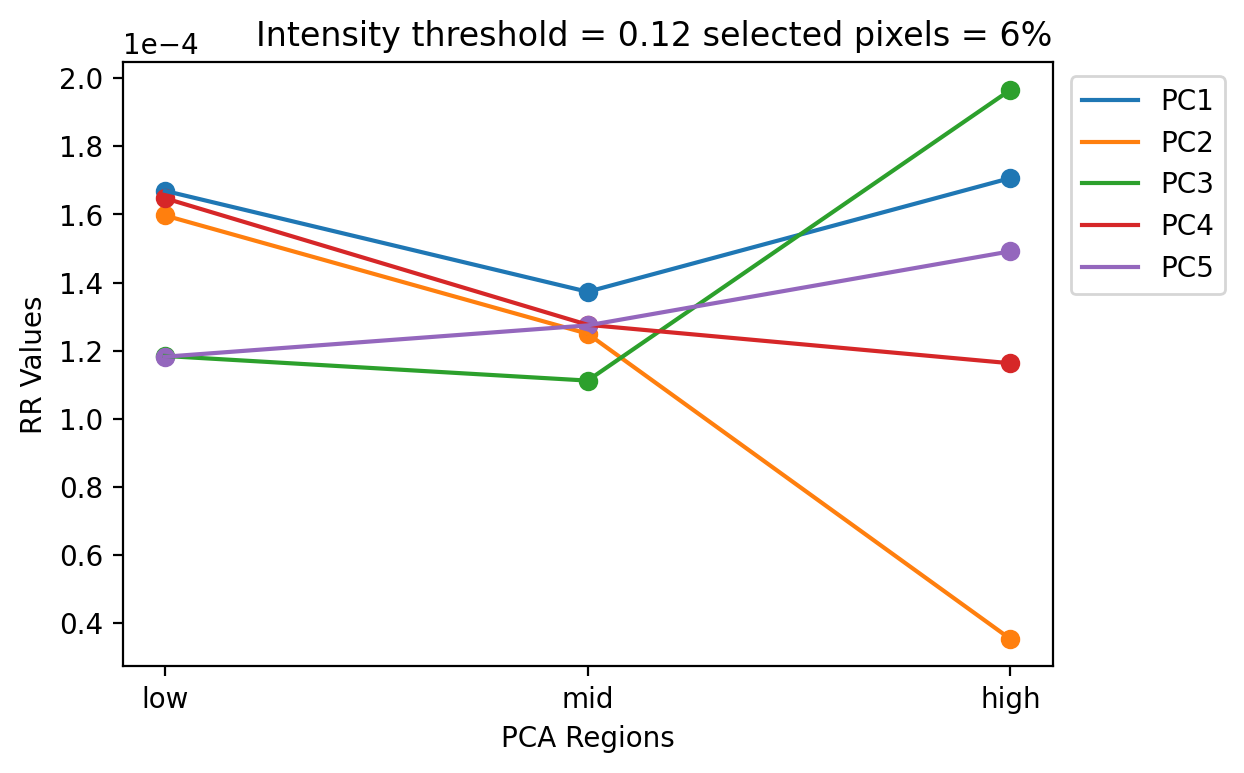 Intensity threshold = 0.12 selected pixels = 6%
1e−4
2.0
1.8
1.6
1.4
1.2
1.0
0.8
0.6
0.4
RR Values
low mid high
PCA Regions
PC1
PC2
PC3
PC4
PC5